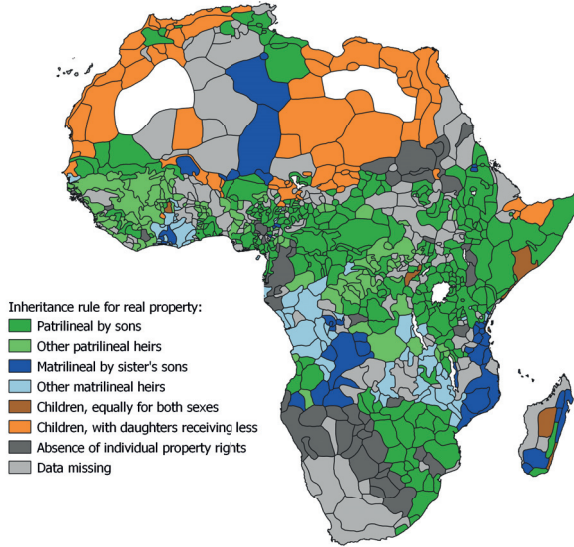 Inheritance rule for real property:
Patrilineal by sons
Other patrilineal heirs
Matrilineal by sister's sons
Other matrilineal heirs
Children, equally for both sexes
Children, with daughters receiving less
Absence of individual property rights
Data missing